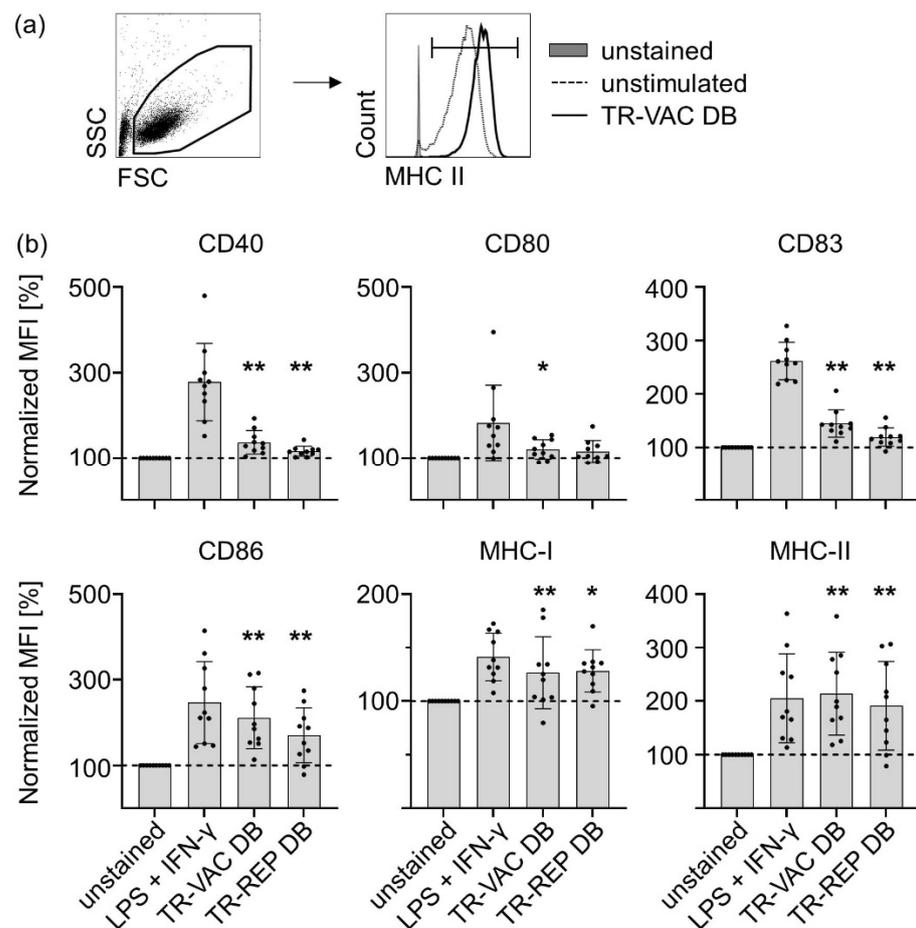 (a)
SSC
FSC
Count
MHC II
unstained
unstimulated
TR-VAC DB
(b)
CD40
Normalized MFI [%]
500
300
100
** **
CD80
500
300
100
*
CD83
400
300
200
100
** **
CD86
Normalized MFI [%]
500
300
100
** **
unstained
LPS + IFN-γ
TR-VAC DB
TR-REP DB
MHC-I
200
100
** *
unstained
LPS + IFN-γ
TR-VAC DB
TR-REP DB
MHC-II
400
300
200
100
** **
unstained
LPS + IFN-γ
TR-VAC DB
TR-REP DB